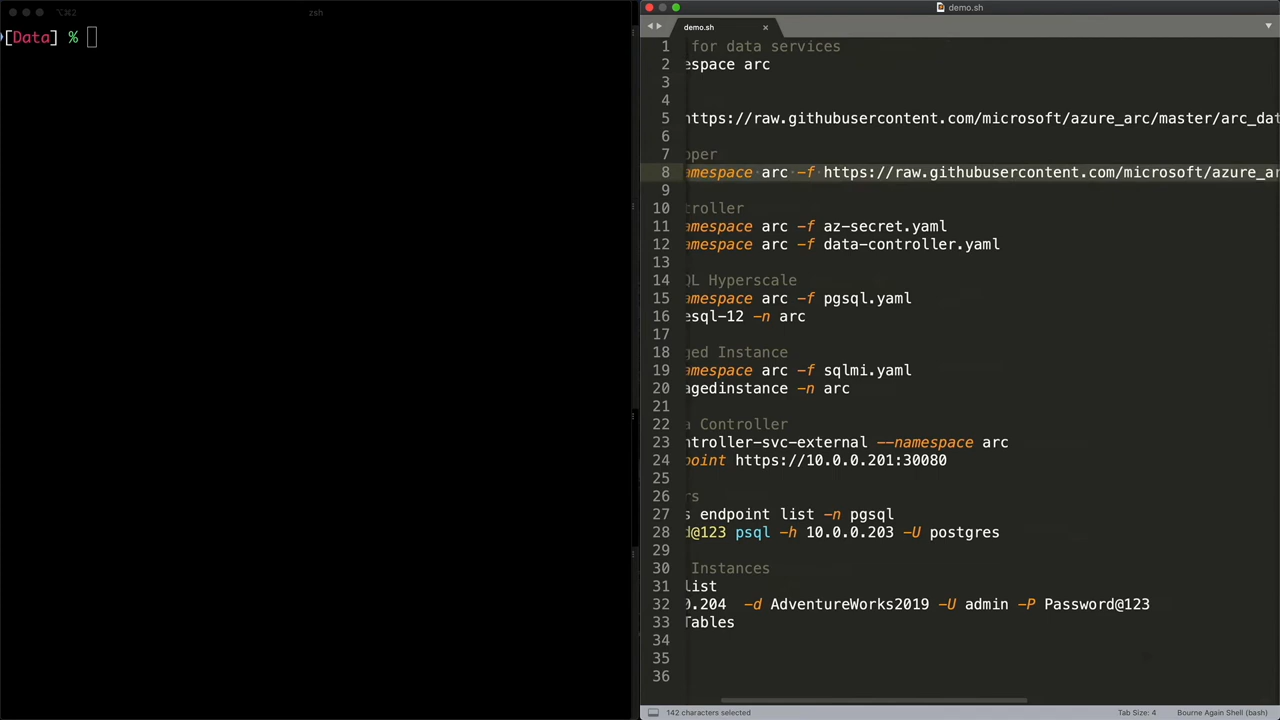 ⌥⌘2
zsh
[Data] %
demo.sh
demo.sh
1 for data services
2 espace arc
3
4
5 https://raw.githubusercontent.com/microsoft/azure_arc/master/arc_dat
6
7 oper
8 amespace arc -f https://raw.githubusercontent.com/microsoft/azure_ar
9
10 troller
11 amespace arc -f az-secret.yaml
12 amespace arc -f data-controller.yaml
13
14 QL Hyperscale
15 amespace arc -f pgsql.yaml
16 esql-12 -n arc
17
18 ged Instance
19 amespace arc -f sqlmi.yaml
20 agedinstance -n arc
21
22 a Controller
23 ntroller-svc-external --namespace arc
24 point https://10.0.0.201:30080
25
26 rs
27 s endpoint list -n pgsql
28 d@123 psql -h 10.0.0.203 -U postgres
29
30 Instances
31 list
32 0.204 -d AdventureWorks2019 -U admin -P Password@123
33 Tables
34
35
36
142 characters selected
Tab Size: 4
Bourne Again Shell (bash)